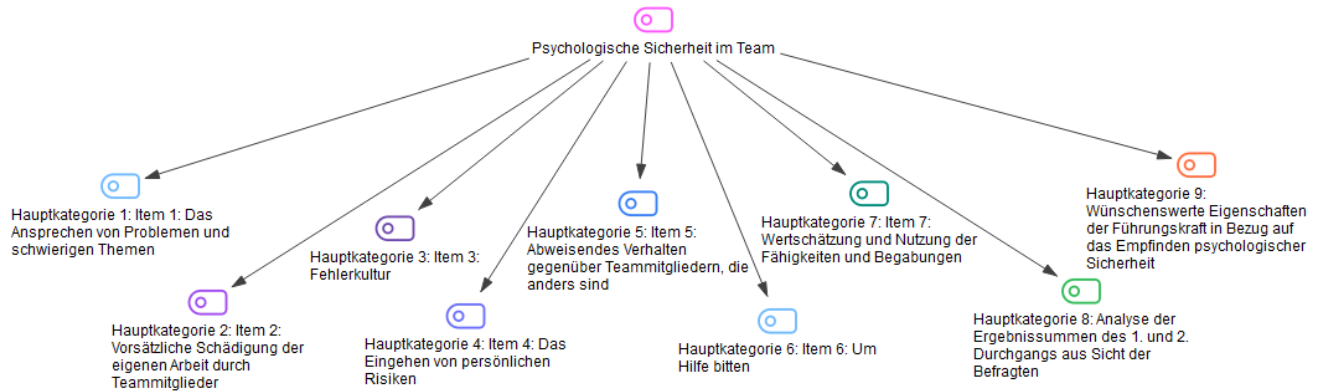 Psychologische Sicherheit im Team
Hauptkategorie 1: Item 1: Das
Ansprechen von Problemen und
schwierigen Themen
Hauptkategorie 2: Item 2:
Vorsätzliche Schädigung der
eigenen Arbeit durch
Teammitglieder
Hauptkategorie 3: Item 3:
Fehlerkultur
Hauptkategorie 4: Item 4: Das
Eingehen von persönlichen
Risiken
Hauptkategorie 5: Item 5:
Abweisendes Verhalten
gegenüber Teammitgliedern, die
anders sind
Hauptkategorie 6: Item 6: Um
Hilfe bitten
Hauptkategorie 7: Item 7:
Wertschätzung und Nutzung der
Fähigkeiten und Begabungen
Hauptkategorie 8: Analyse der
Ergebnissummen des 1. und 2.
Durchgangs aus Sicht der
Befragten
Hauptkategorie 9:
Wünschenswerte Eigenschaften
der Führungskraft in Bezug auf
das Empfinden psychologischer
Sicherheit